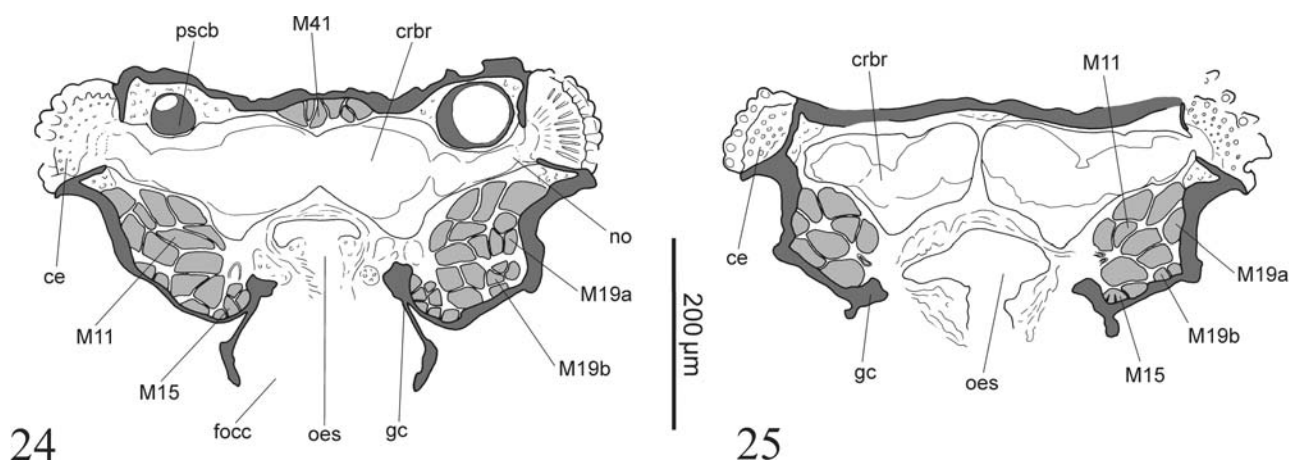 pscb
M41
crbr
ce
M11
M15
focc
oes
gc
no
M19a
M19b
24
200 µm
crbr
M11
ce
M19a
M19b
gc
oes
M15
25